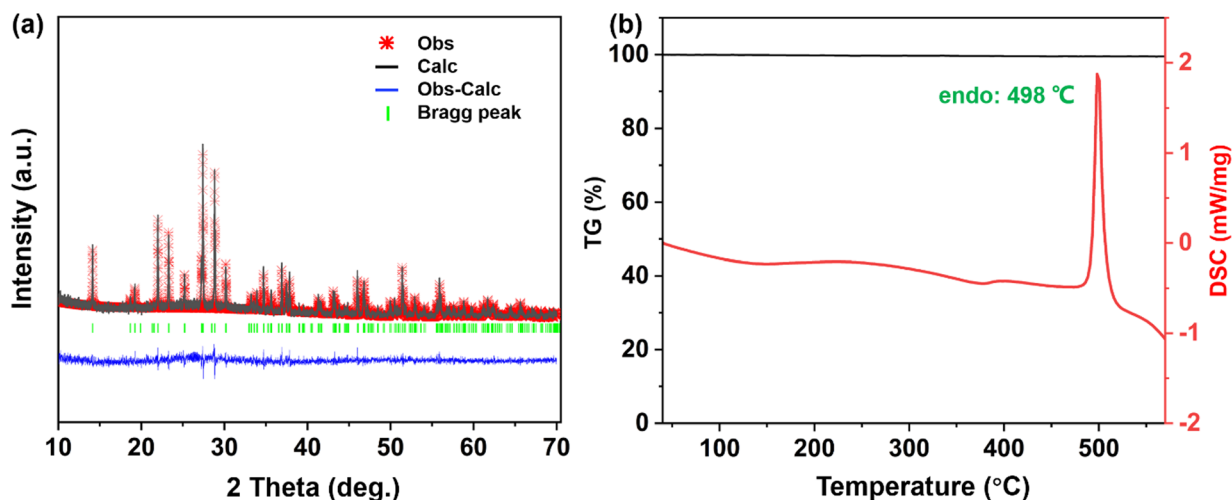 (a)
Obs
Calc
Obs-Calc
Bragg peak
Intensity (a.u.)
10 20 30 40 50 60 70
2 Theta (deg.)
(b)
endo: 498 ℃
TG (%)
100
80
60
40
20
0
100 200 300 400 500
Temperature (°C)
2
1
0
-1
-2
DSC (mW/mg)